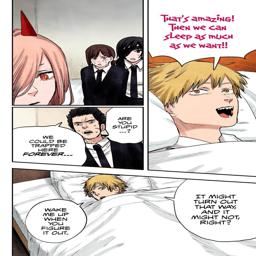 That's amazing!
Then we can
sleep as much
as we want!!
ARE
YOU
STUPID
...?
WE
COULD BE
TRAPPED
HERE
FOREVER...
IT MIGHT
TURN OUT
THAT WAY,
AND IT
MIGHT NOT,
RIGHT?
WAKE
ME UP
WHEN
YOU
FIGURE
IT OUT.